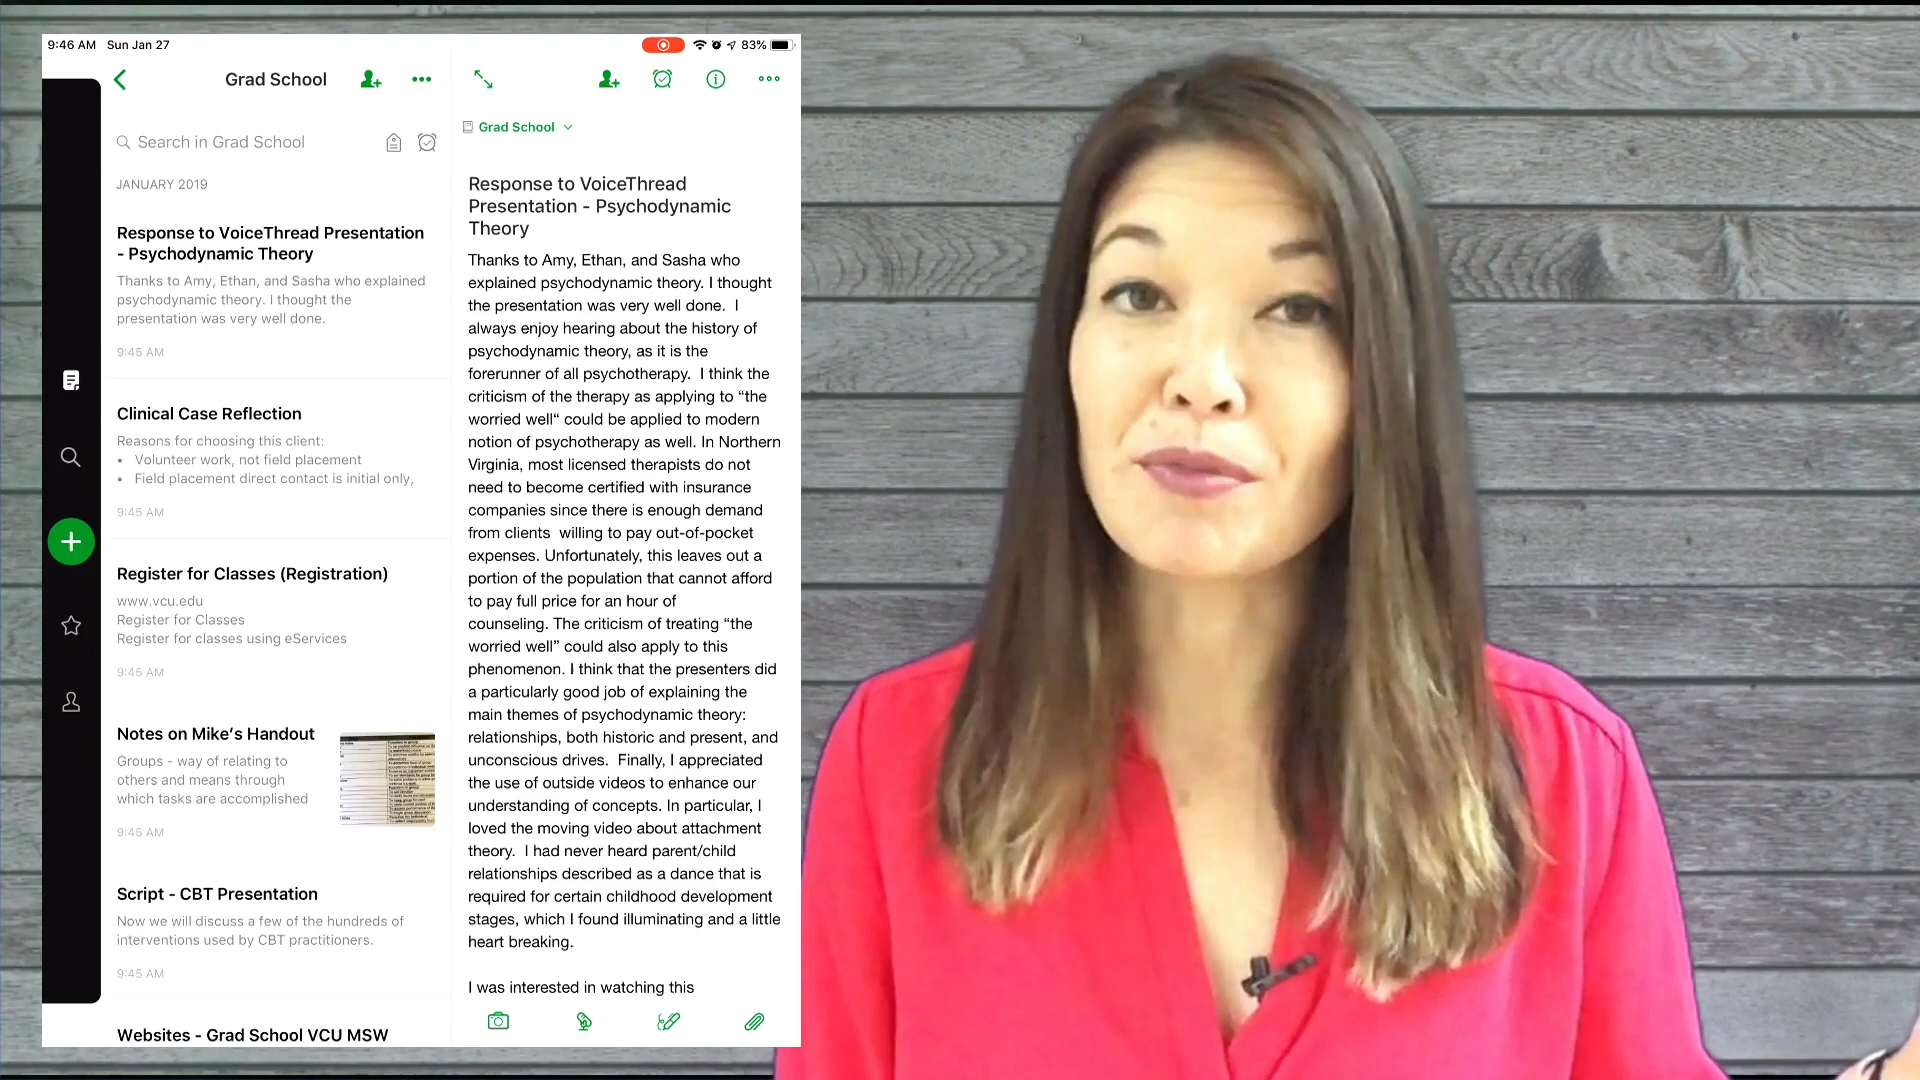 9:46 AM Sun Jan 27
83%
Grad School
Search in Grad School
JANUARY 2019
Response to VoiceThread Presentation
- Psychodynamic Theory
Thanks to Amy, Ethan, and Sasha who explained
psychodynamic theory. I thought the
presentation was very well done.
9:45 AM
Clinical Case Reflection
Reasons for choosing this client:
• Volunteer work, not field placement
• Field placement direct contact is initial only,
9:45 AM
Register for Classes (Registration)
www.vcu.edu
Register for Classes
Register for classes using eServices
9:45 AM
Notes on Mike’s Handout
Groups - way of relating to
others and means through
which tasks are accomplished
9:45 AM
Script - CBT Presentation
Now we will discuss a few of the hundreds of
interventions used by CBT practitioners.
9:45 AM
Websites - Grad School VCU MSW
Grad School
Response to VoiceThread
Presentation - Psychodynamic
Theory
Thanks to Amy, Ethan, and Sasha who
explained psychodynamic theory. I thought
the presentation was very well done.  I
always enjoy hearing about the history of
psychodynamic theory, as it is the
forerunner of all psychotherapy.  I think the
criticism of the therapy as applying to “the
worried well“ could be applied to modern
notion of psychotherapy as well. In Northern
Virginia, most licensed therapists do not
need to become certified with insurance
companies since there is enough demand
from clients  willing to pay out-of-pocket
expenses. Unfortunately, this leaves out a
portion of the population that cannot afford
to pay full price for an hour of
counseling. The criticism of treating “the
worried well” could also apply to this
phenomenon. I think that the presenters did
a particularly good job of explaining the
main themes of psychodynamic theory:
relationships, both historic and present, and
unconscious drives.  Finally, I appreciated
the use of outside videos to enhance our
understanding of concepts. In particular, I
loved the moving video about attachment
theory.  I had never heard parent/child
relationships described as a dance that is
required for certain childhood development
stages, which I found illuminating and a little
heart breaking.
I was interested in watching this